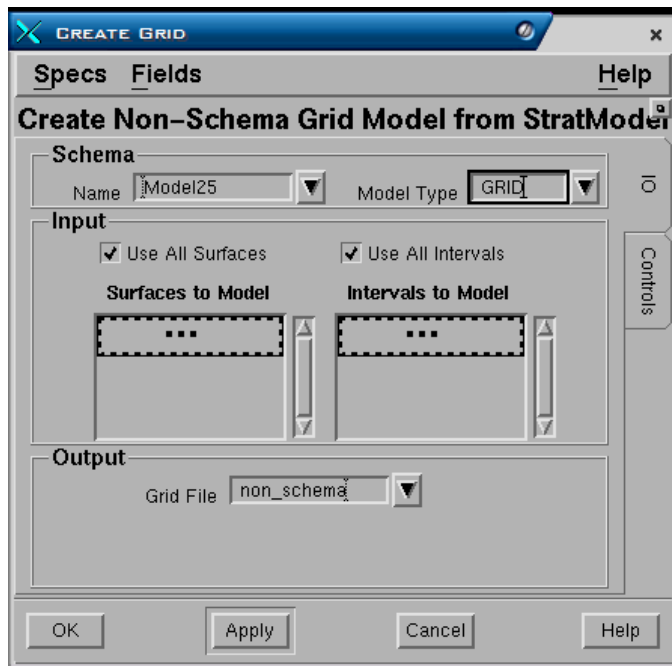 CREATE GRID
Specs Fields Help
Create Non-Schema Grid Model from StratModel
Schema
Name Model25 Model Type GRID
IO
Input
Use All Surfaces Use All Intervals
Controls
Surfaces to Model Intervals to Model
... ...
Output
Grid File non_schema
OK Apply Cancel Help